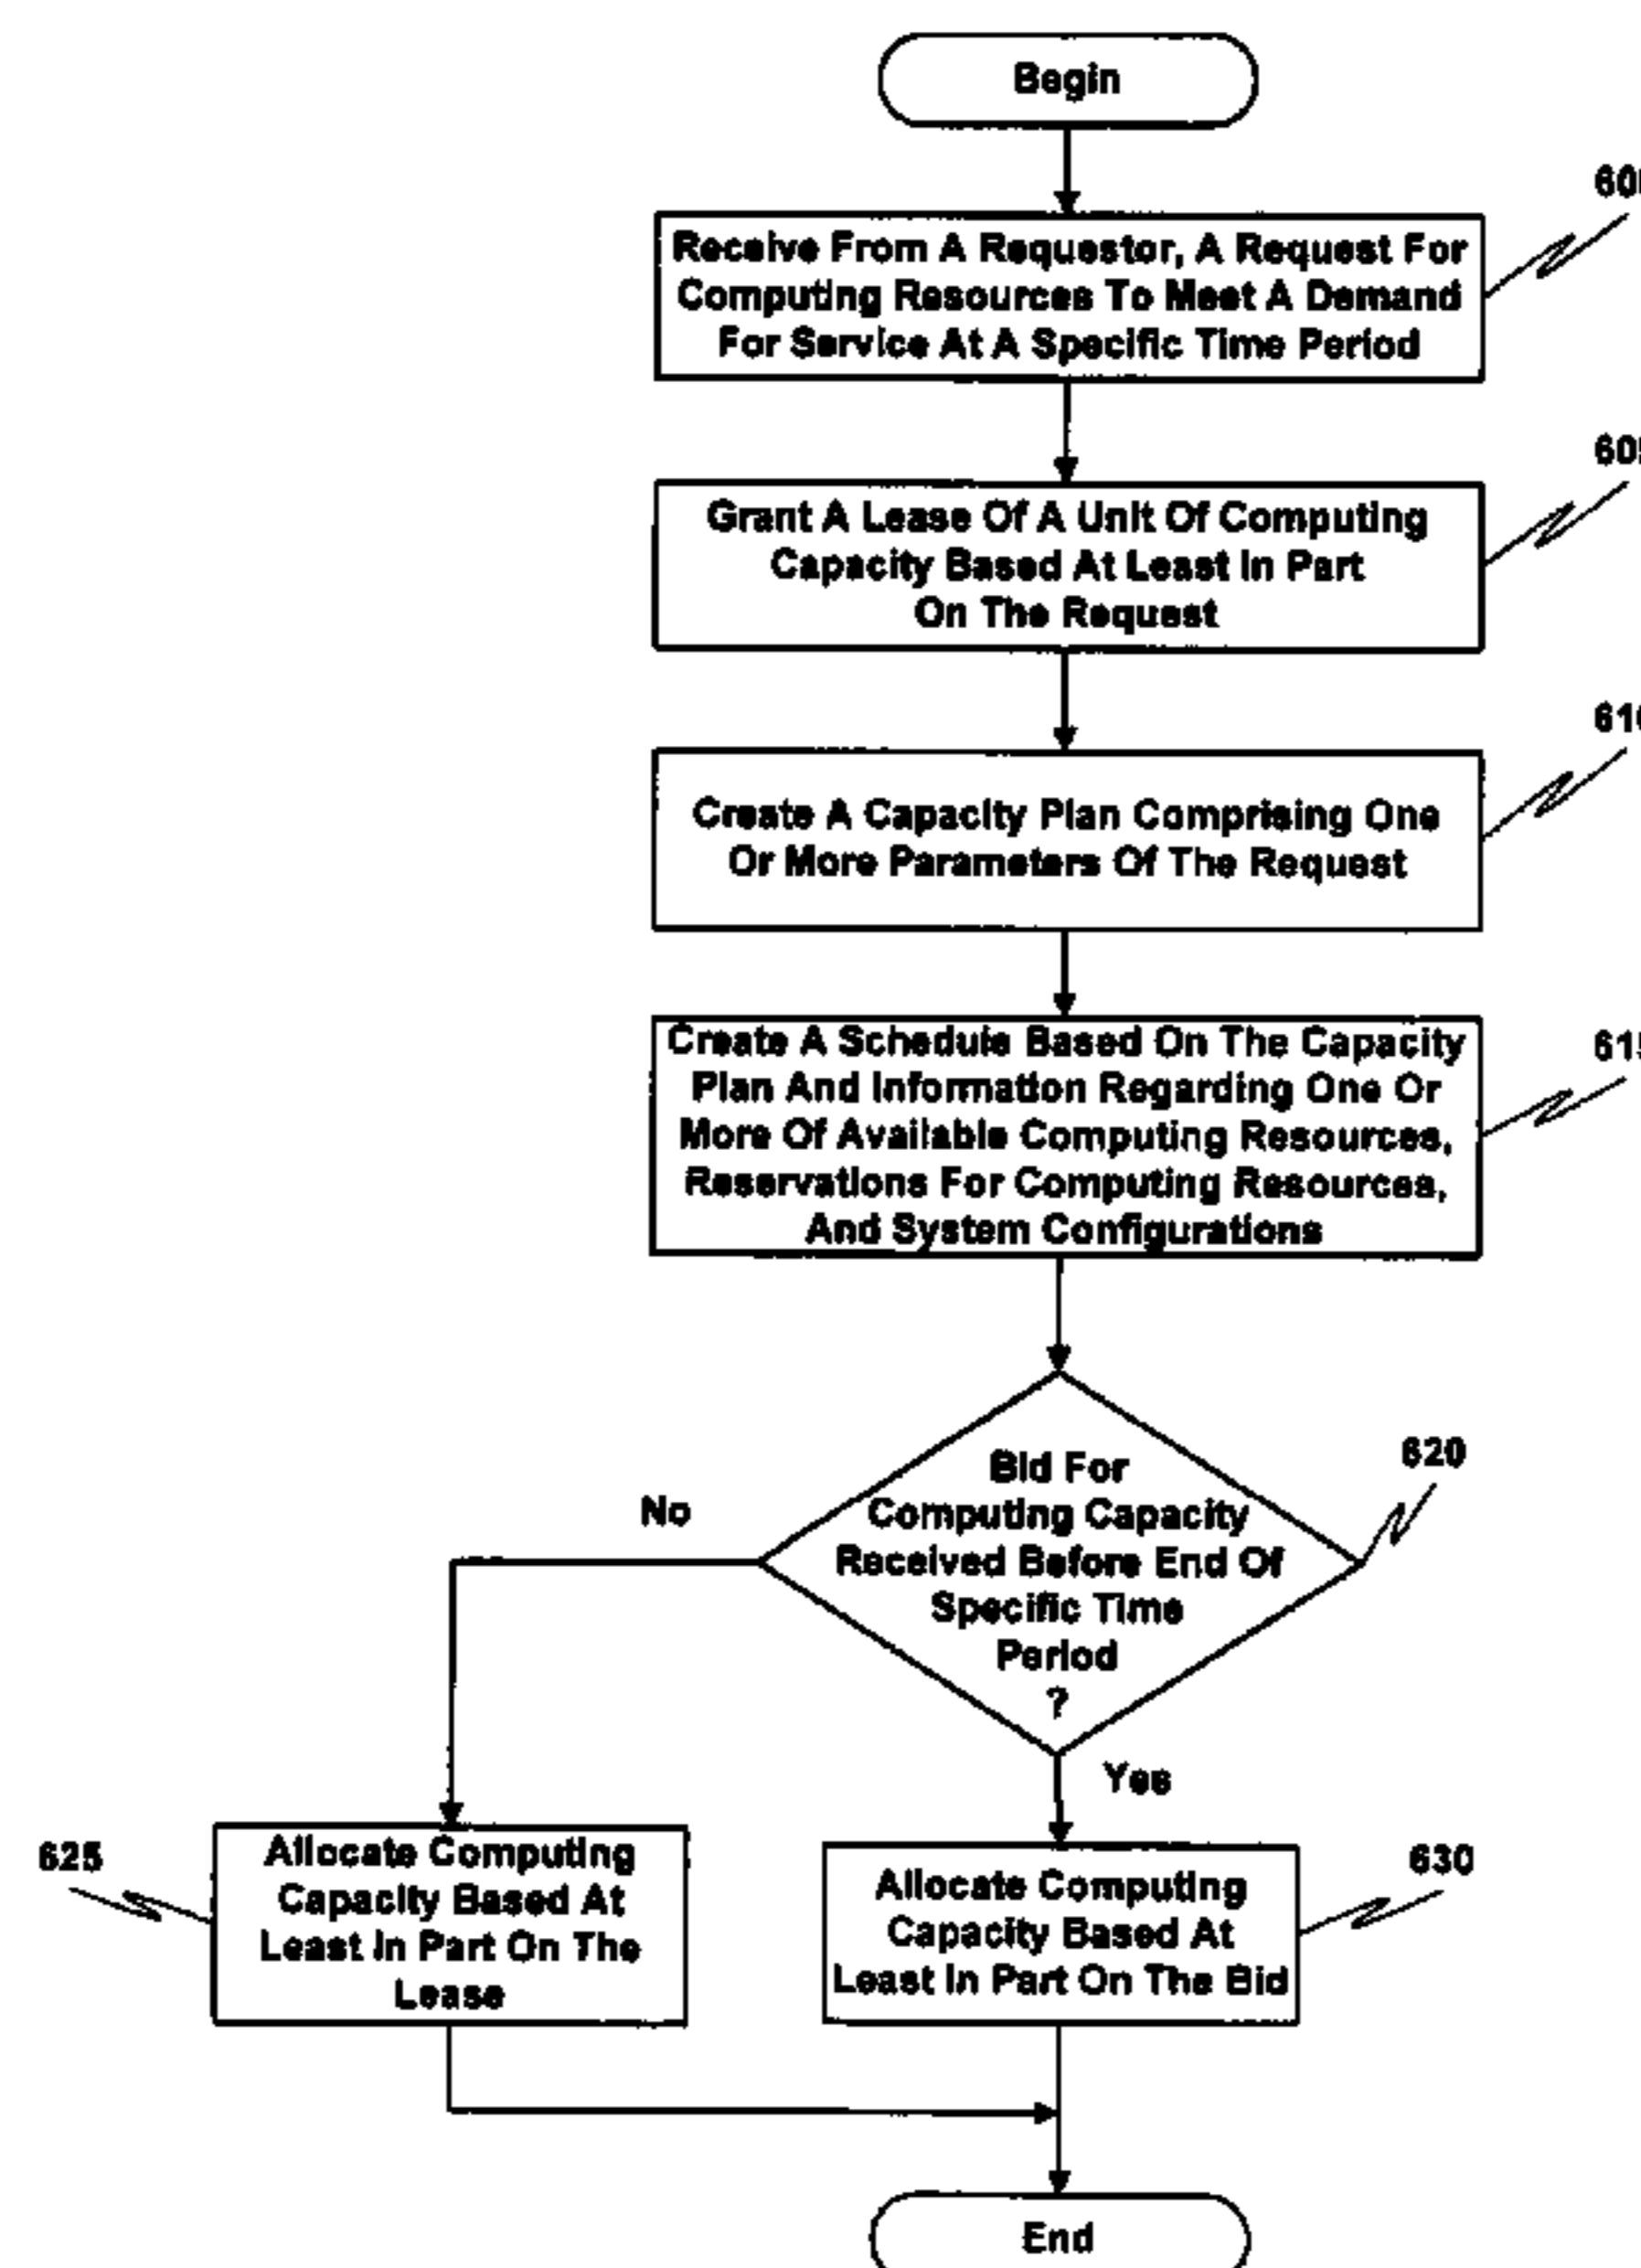 Begin
600
Receive From A Requestor, A Request For
Computing Resources To Meet A Demand
For Service At A Specific Time Period
605
Grant A Lease Of A Unit Of Computing
Capacity Based At Least In Part
On The Request
610
Create A Capacity Plan Comprising One
Or More Parameters Of The Request
615
Create A Schedule Based On The Capacity
Plan And Information Regarding One Or
More Of Available Computing Resources,
Reservations For Computing Resources,
And System Configurations
620
Bid For
Computing Capacity
Received Before End Of
Specific Time
Period
?
No
Yes
625
Allocate Computing
Capacity Based At
Least In Part On The
Lease
630
Allocate Computing
Capacity Based At
Least In Part On The Bid
End